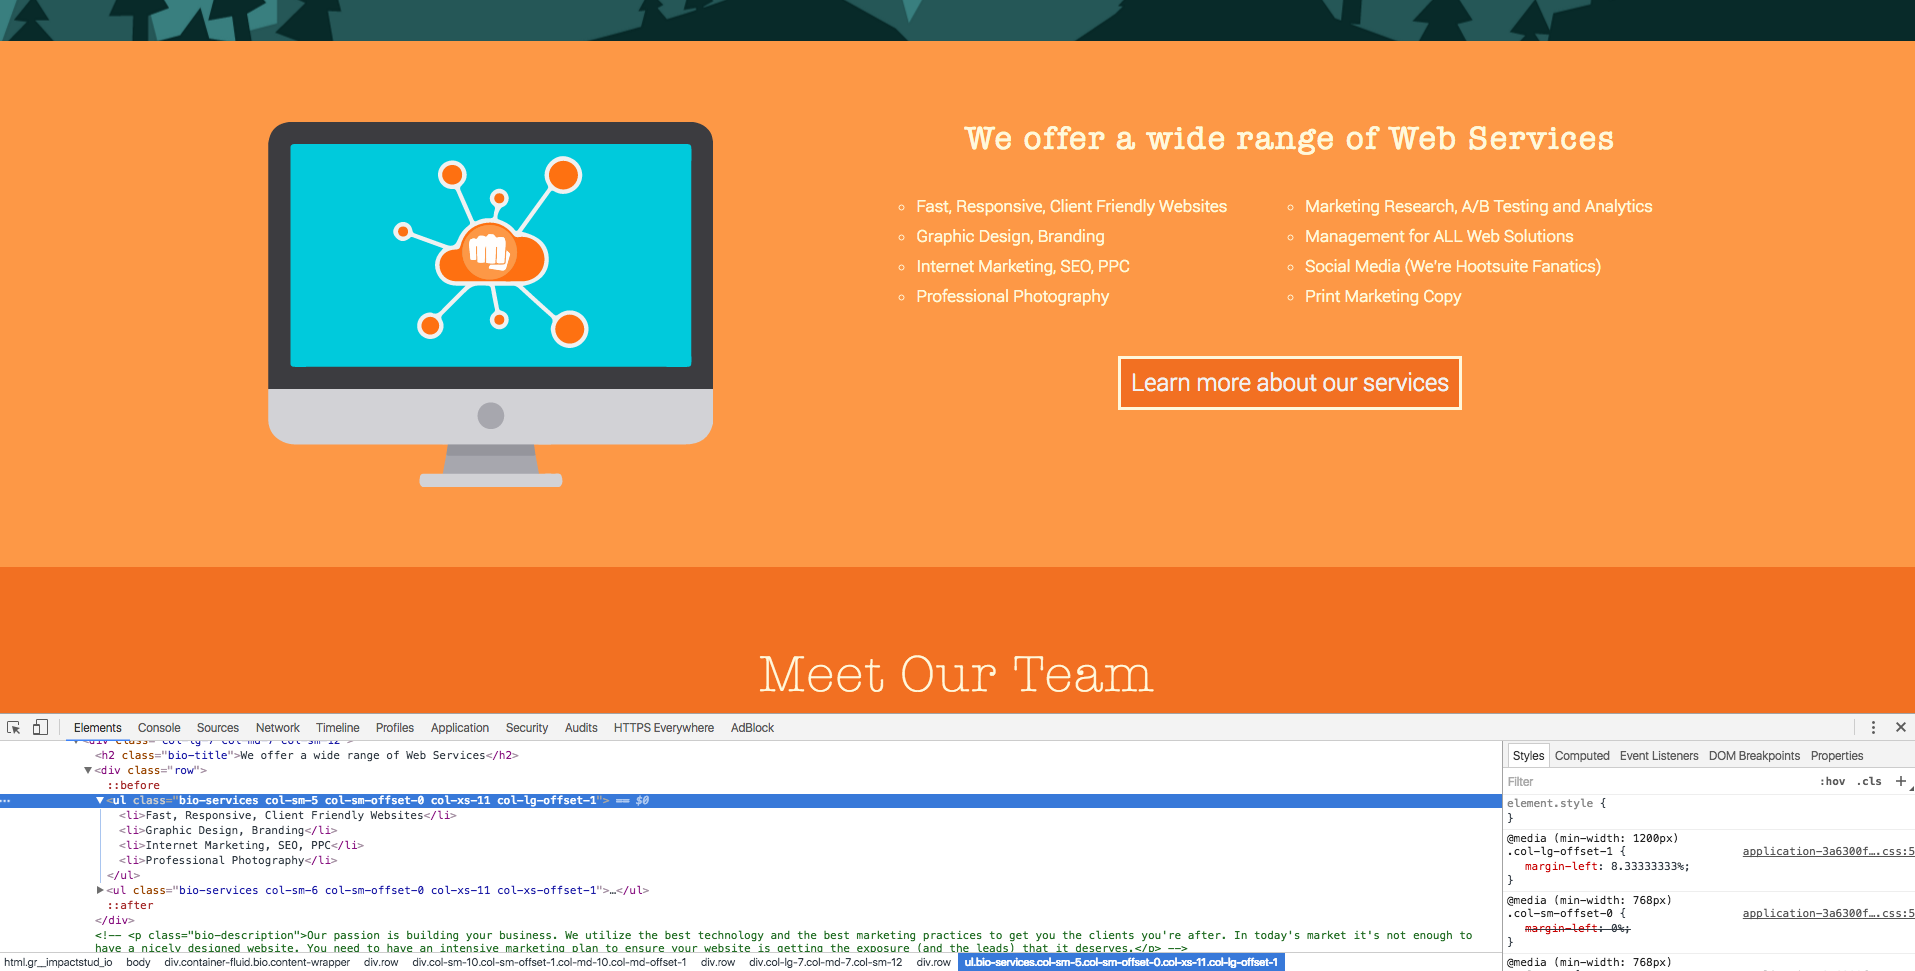 We offer a wide range of Web Services
Fast, Responsive, Client Friendly Websites
Graphic Design, Branding
Internet Marketing, SEO, PPC
Professional Photography
Marketing Research, A/B Testing and Analytics
Management for ALL Web Solutions
Social Media (We're Hootsuite Fanatics)
Print Marketing Copy
Learn more about our services
Meet Our Team
Elements Console Sources Network Timeline Profiles Application Security Audits HTTPS Everywhere AdBlock
<div class="col-lg-7 col-md-7 col-sm-12">
<h2 class="bio-title">We offer a wide range of Web Services</h2>
<div class="row">
::before
<ul class="bio-services col-sm-5 col-sm-offset-0 col-xs-11 col-lg-offset-1"> == $0
<li>Fast, Responsive, Client Friendly Websites</li>
<li>Graphic Design, Branding</li>
<li>Internet Marketing, SEO, PPC</li>
<li>Professional Photography</li>
</ul>
<ul class="bio-services col-sm-6 col-sm-offset-0 col-xs-11 col-xs-offset-1">…</ul>
::after
</div>
<!-- <p class="bio-description">Our passion is building your business. We utilize the best technology and the best marketing practices to get you the clients you're after. In today's market it's not enough to
have a nicely designed website. You need to have an intensive marketing plan to ensure your website is getting the exposure (and the leads) that it deserves.</p> -->
html.gr__impactstud_io body div.container-fluid.bio.content-wrapper div.row div.col-sm-10.col-sm-offset-1.col-md-10.col-md-offset-1 div.row div.col-lg-7.col-md-7.col-sm-12 div.row ul.bio-services.col-sm-5.col-sm-offset-0.col-xs-11.col-lg-offset-1
Styles Computed Event Listeners DOM Breakpoints Properties
Filter :hov .cls +
element.style {
}
@media (min-width: 1200px)
.col-lg-offset-1 { application-3a6300f….css:5
margin-left: 8.33333333%;
}
@media (min-width: 768px)
.col-sm-offset-0 { application-3a6300f….css:5
margin-left: 0%;
}
@media (min-width: 768px)